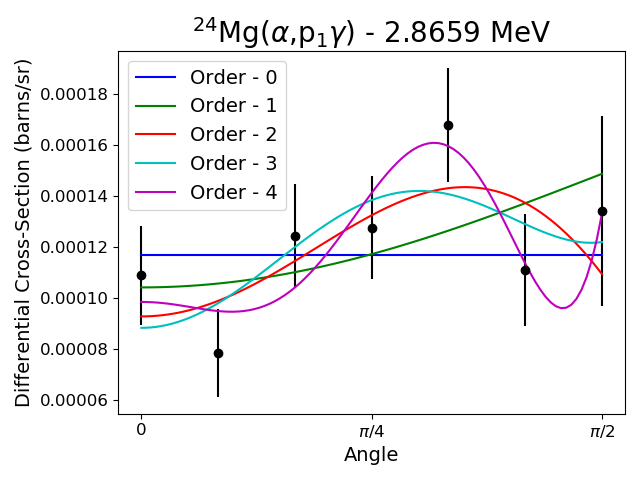 ²⁴Mg(α,p₁γ) - 2.8659 MeV
Order - 0
Order - 1
Order - 2
Order - 3
Order - 4
Differential Cross-Section (barns/sr)
0.00018
0.00016
0.00014
0.00012
0.00010
0.00008
0.00006
0
π/4
π/2
Angle